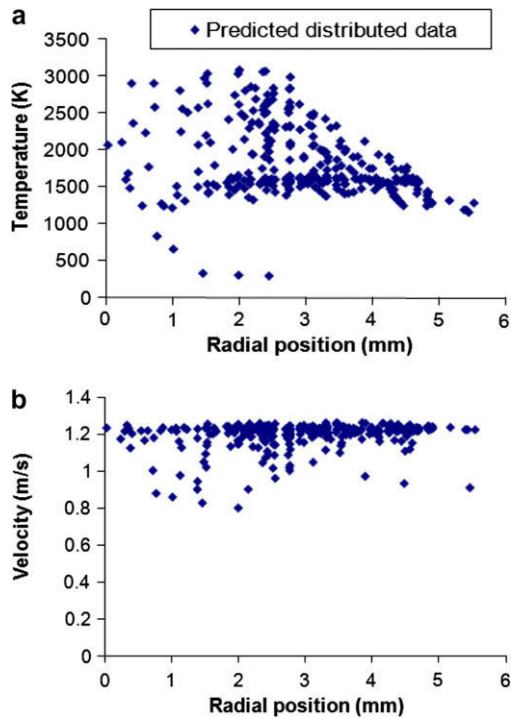 a
Predicted distributed data
3500
3000
2500
2000
1500
1000
500
0
Temperature (K)
0 1 2 3 4 5 6
Radial position (mm)
b
1.4
1.2
1
0.8
0.6
0.4
0.2
0
Velocity (m/s)
0 1 2 3 4 5 6
Radial position (mm)